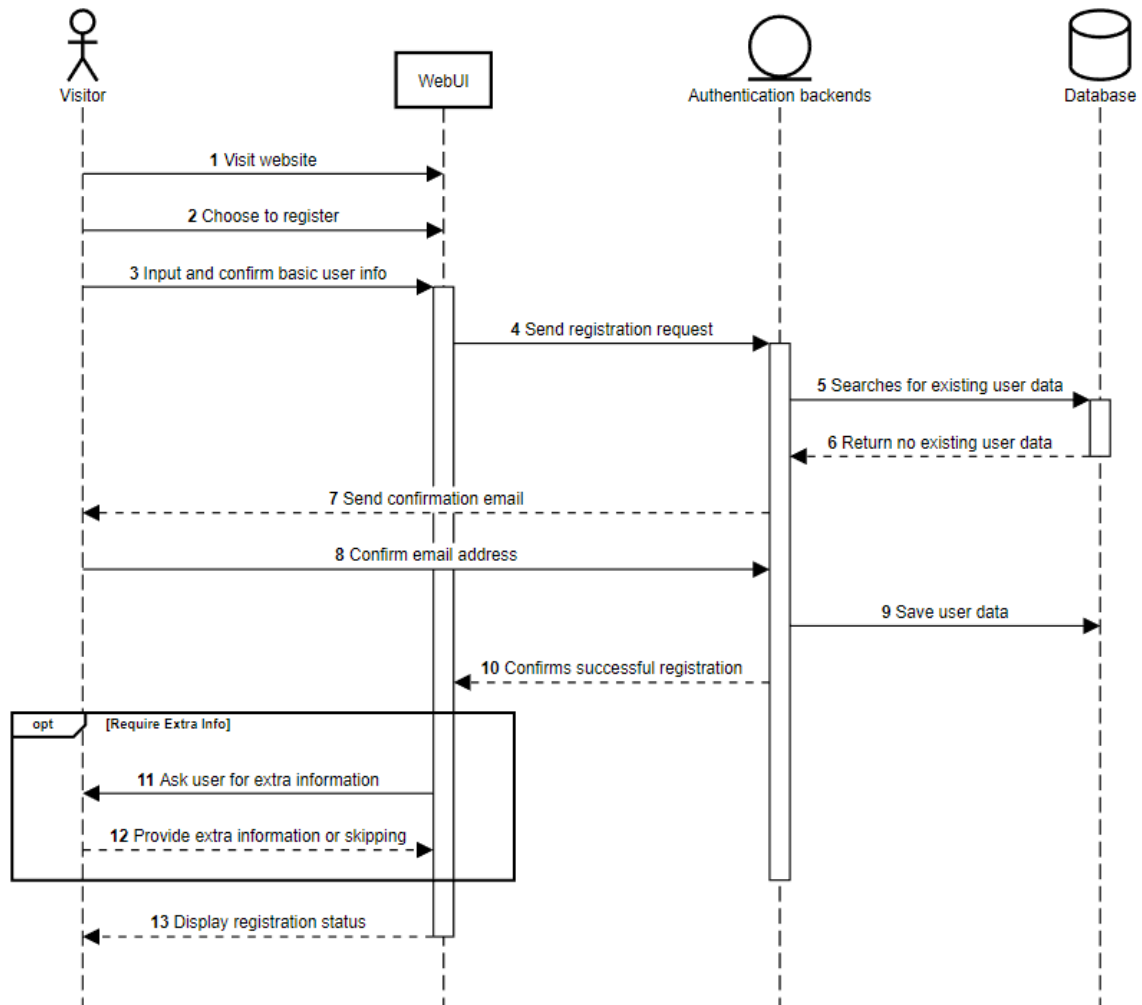 Visitor
WebUI
Authentication backends
Database
1 Visit website
2 Choose to register
3 Input and confirm basic user info
4 Send registration request
5 Searches for existing user data
6 Return no existing user data
7 Send confirmation email
8 Confirm email address
9 Save user data
10 Confirms successful registration
opt [Require Extra Info]
11 Ask user for extra information
12 Provide extra information or skipping
13 Display registration status